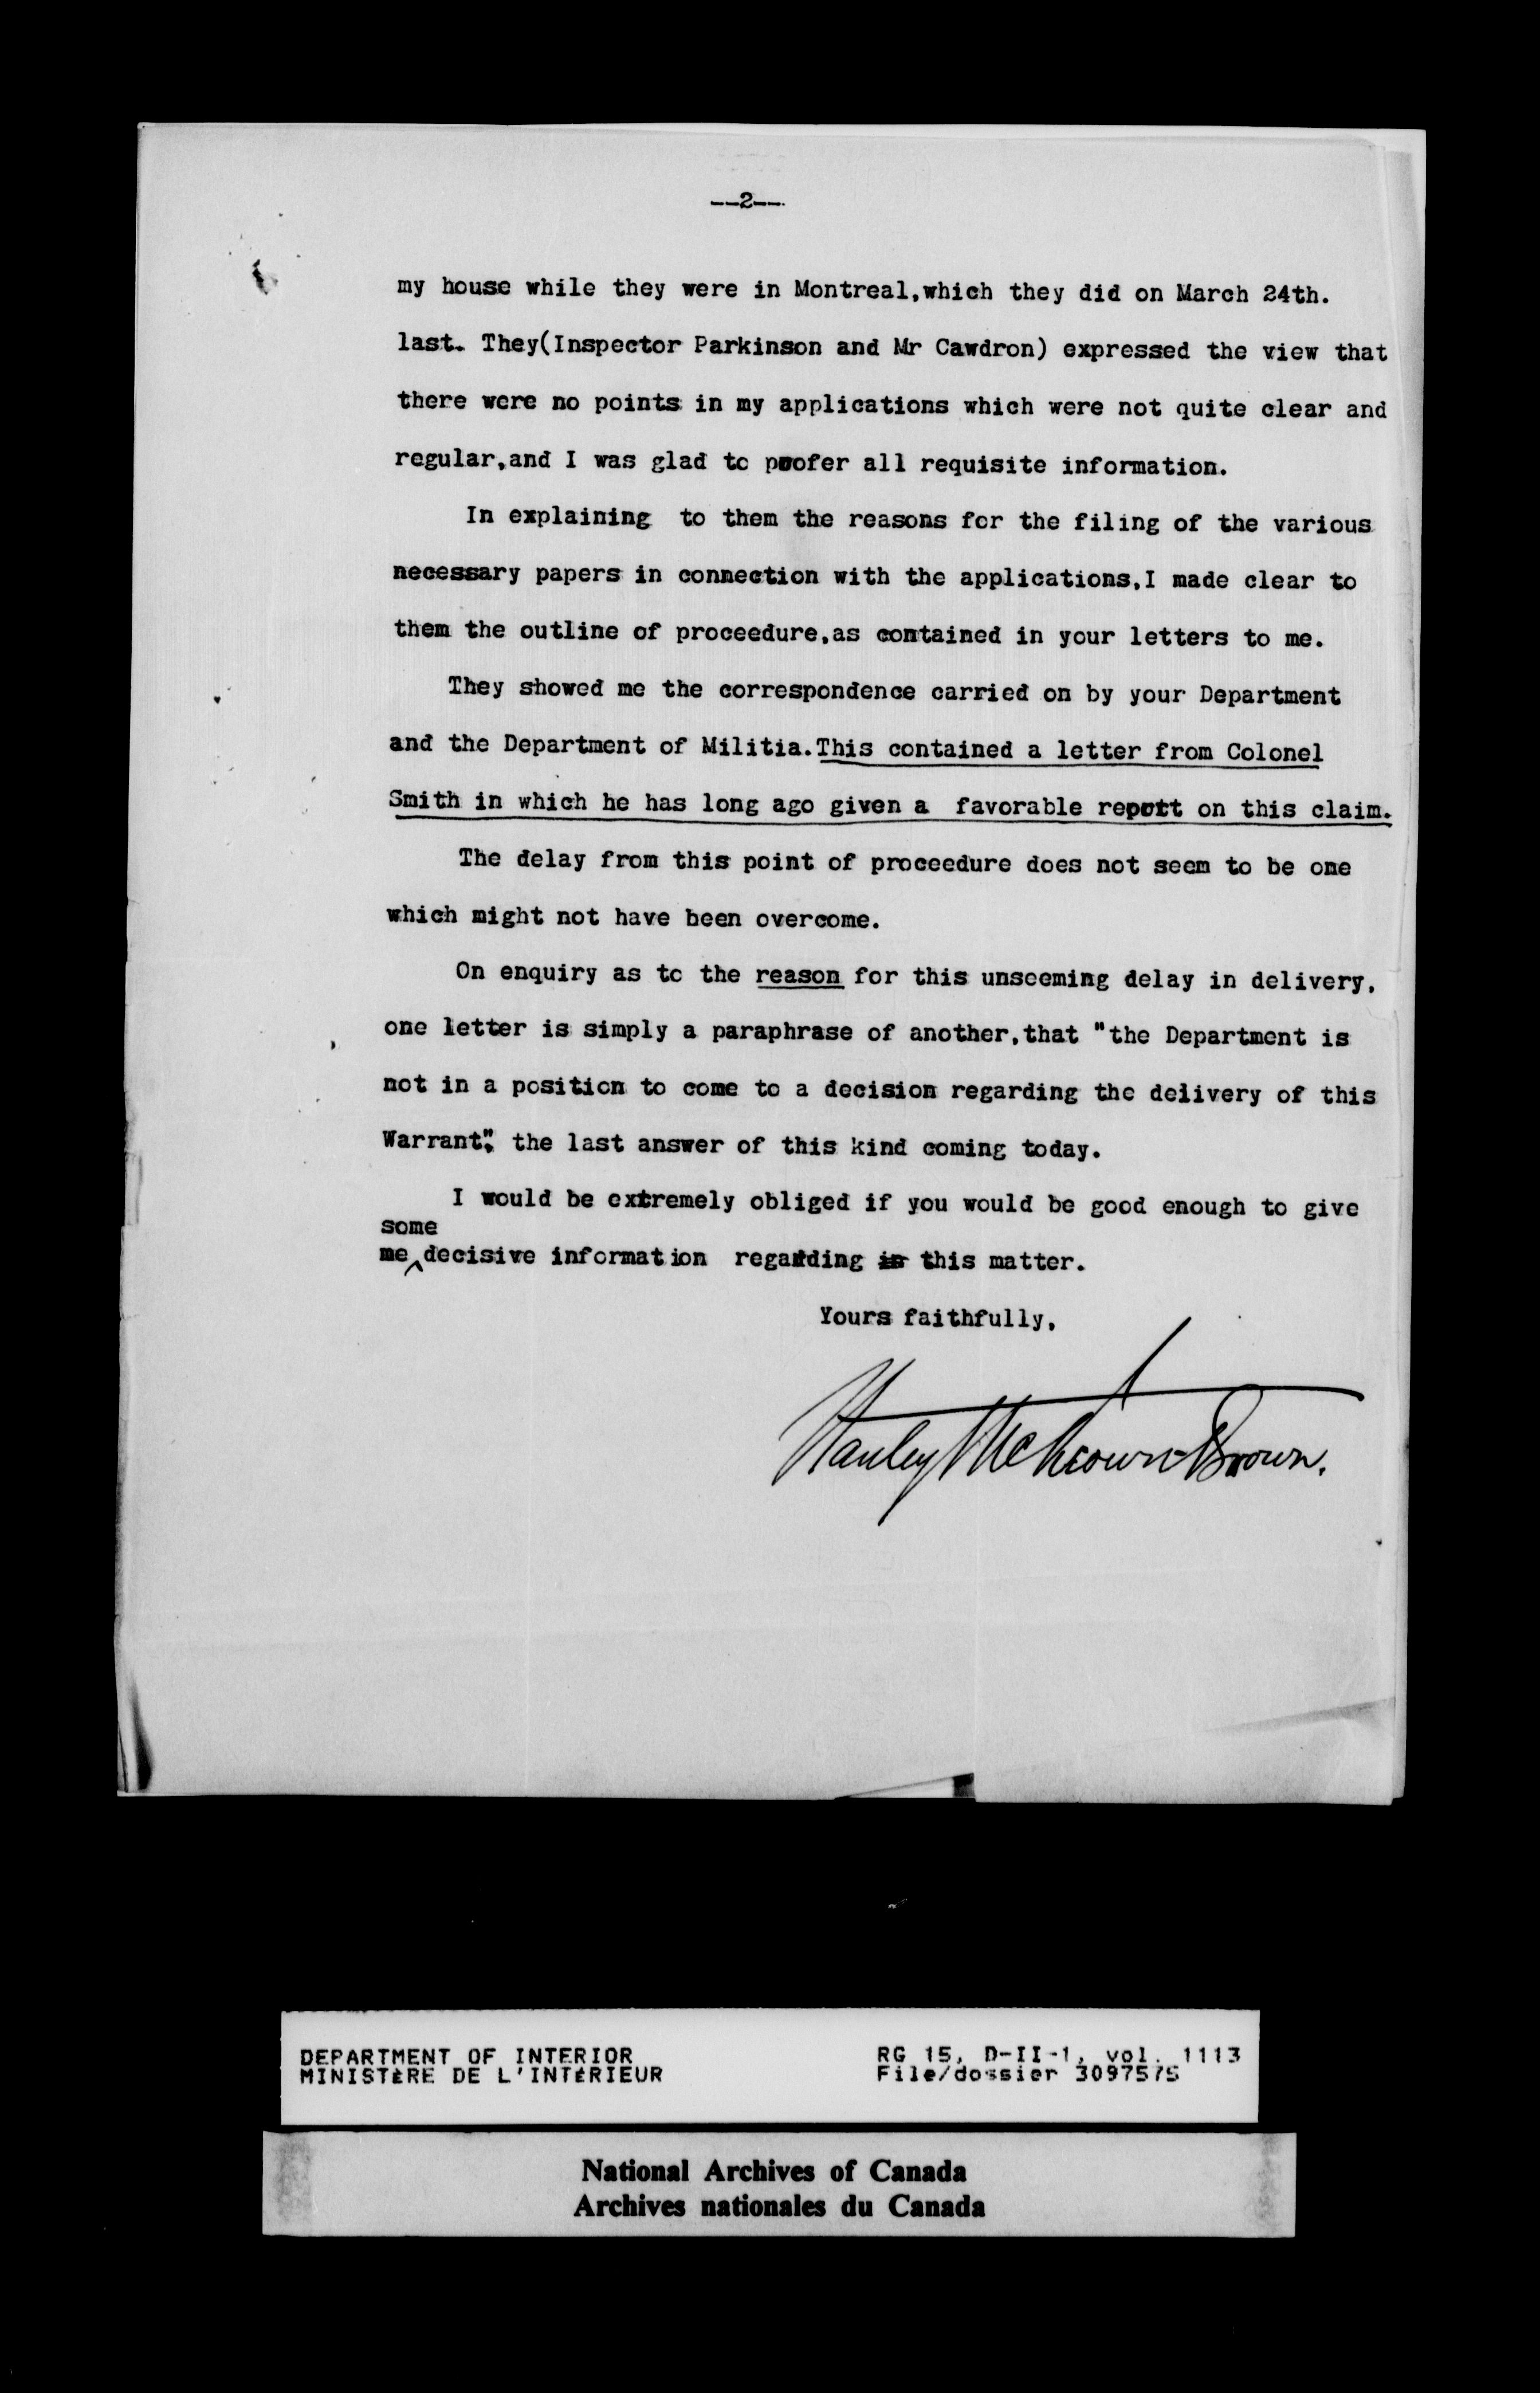 --2--.
my house while they were in Montreal,which they did on March 24th.
last. They(Inspector Parkinson and Mr Cawdron) expressed the view that
there were no points in my applications which were not quite clear and
regular,and I was glad to proofer all requisite information.
In explaining to them the reasons for the filing of the various
necessary papers in connection with the applications,I made clear to
them the outline of proceedure,as contained in your letters to me.
They showed me the correspondence carried on by your Department
and the Department of Militia.This contained a letter from Colonel
Smith in which he has long ago given a favorable repott on this claim.
The delay from this point of proceedure does not seem to be one
which might not have been overcome.
On enquiry as to the reason for this unseeming delay in delivery,
one letter is simply a paraphrase of another,that "the Department is
not in a position to come to a decision regarding the delivery of this
Warrant", the last answer of this kind coming today.
I would be extremely obliged if you would be good enough to give
some
me decisive information regarding in this matter.
Yours faithfully,
Stanley McKeown-Brown.
DEPARTMENT OF INTERIOR
MINISTÈRE DE L'INTÉRIEUR
RG 15, D-II-1, vol. 1113
File/dossier 3097575
National Archives of Canada
Archives nationales du Canada